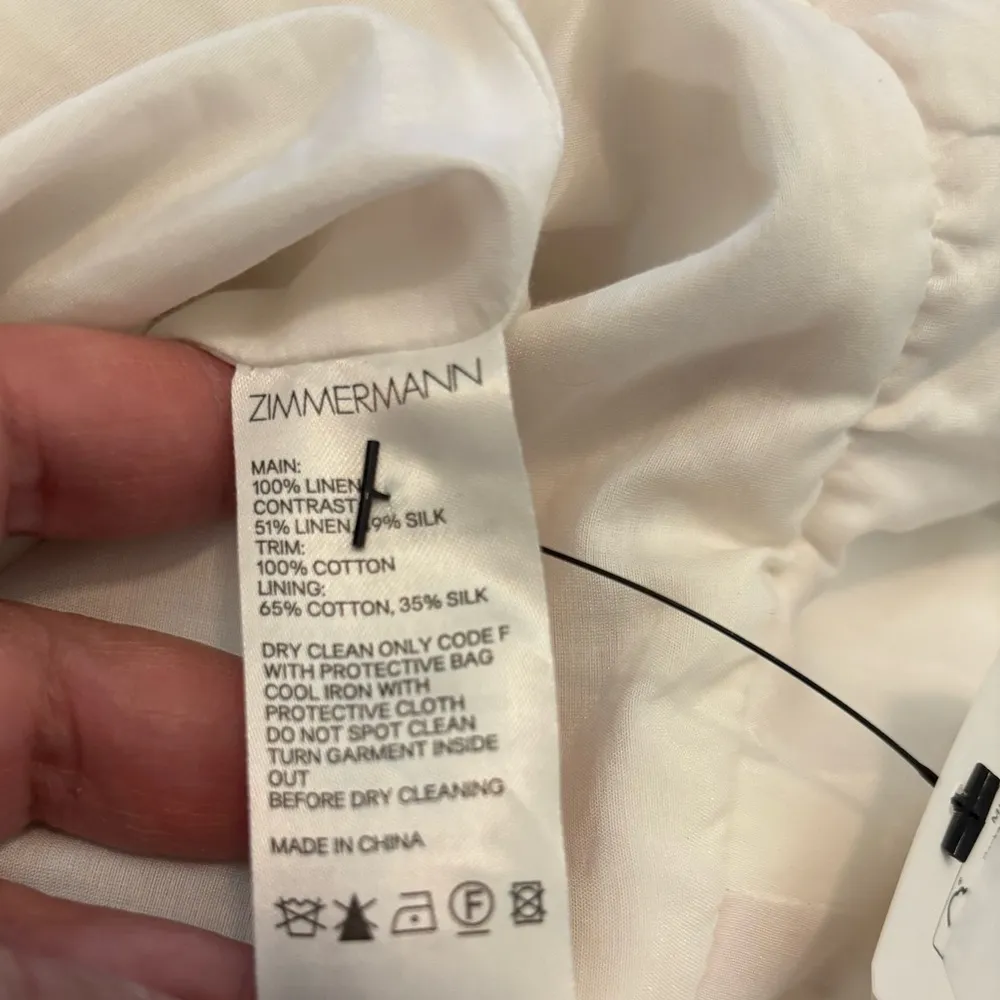 ZIMMERMANN
MAIN:
100% LINEN
CONTRAST
51% LINEN 9% SILK
TRIM:
100% COTTON
LINING:
65% COTTON, 35% SILK
DRY CLEAN ONLY CODE F
WITH PROTECTIVE BAG
COOL IRON WITH
PROTECTIVE CLOTH
DO NOT SPOT CLEAN
TURN GARMENT INSIDE
OUT
BEFORE DRY CLEANING
MADE IN CHINA
F